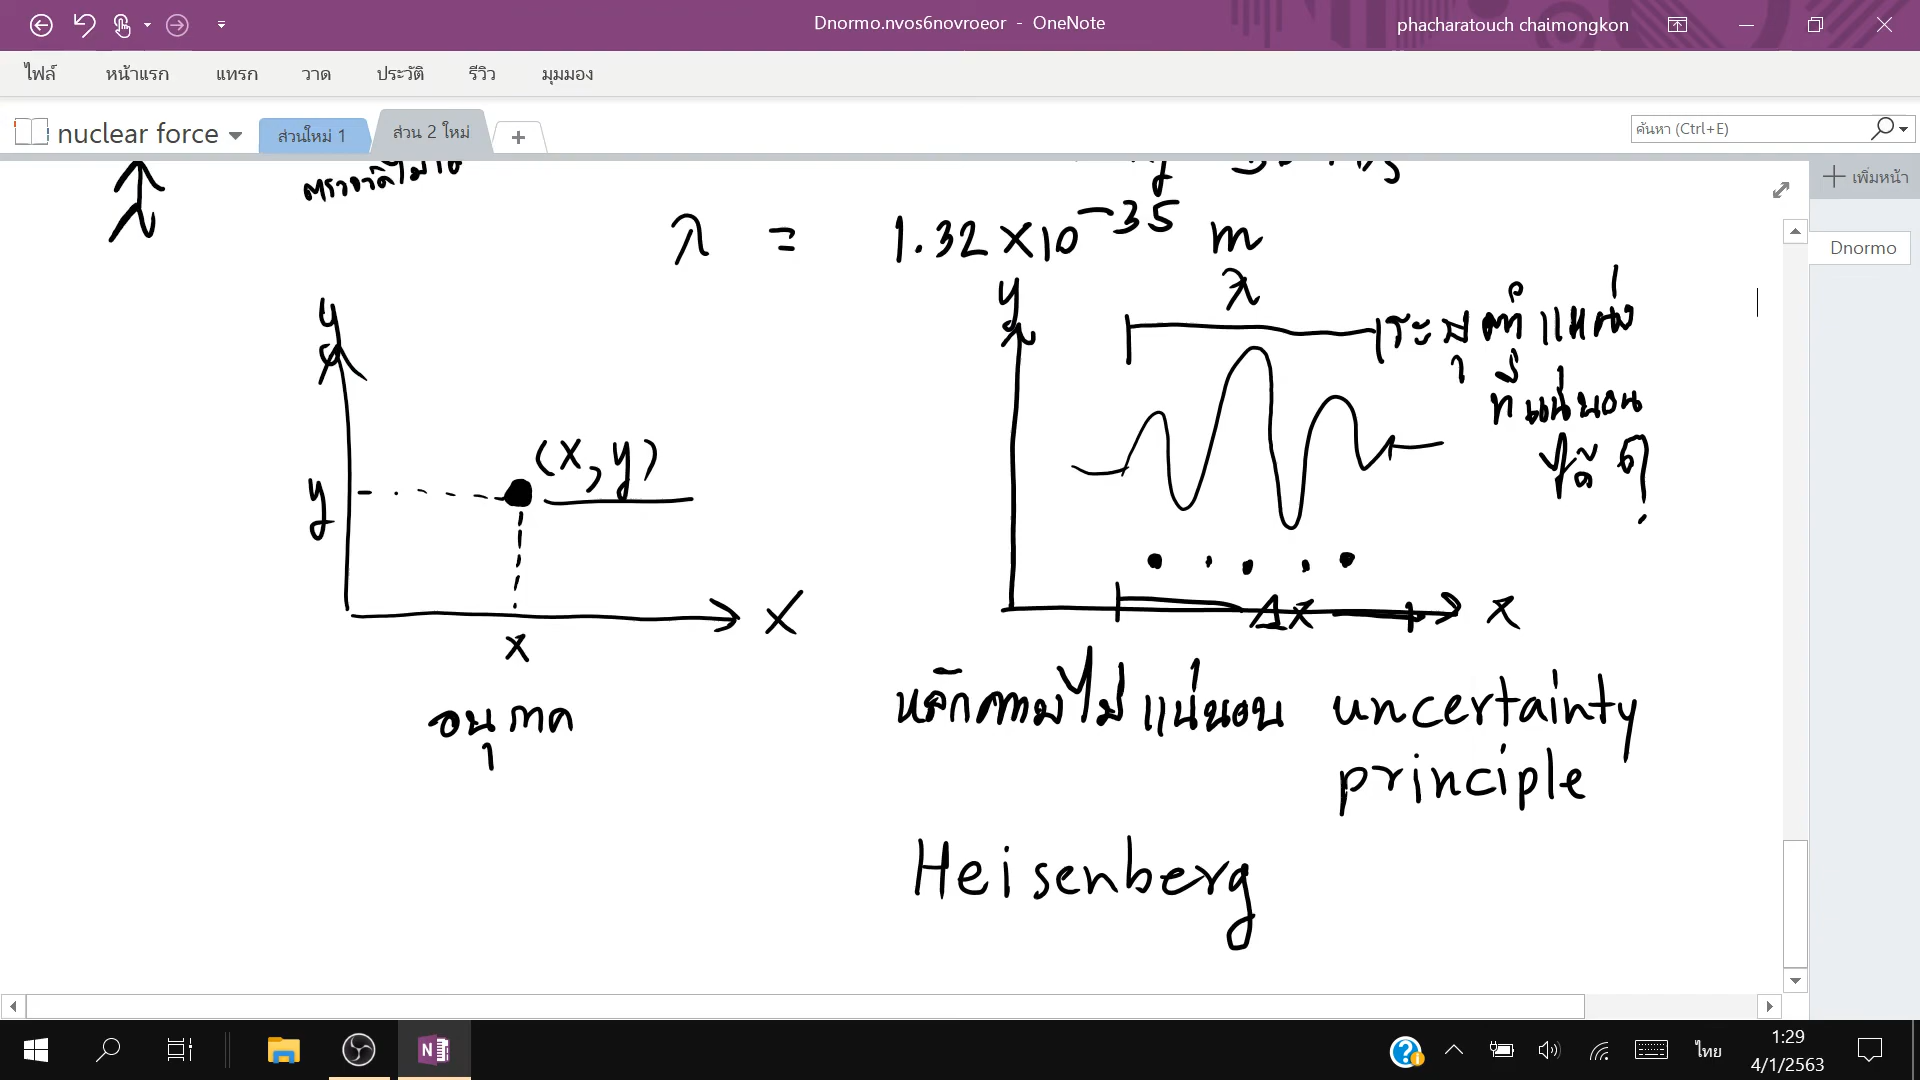 Dnormo.nvos6novroeor - OneNote
phacharatouch chaimongkon
ไฟล์ หน้าแรก แทรก วาด ประวัติ รีวิว มุมมอง
nuclear force
ส่วนใหม่ 1
ส่วน 2 ใหม่
ค้นหา (Ctrl+E)
เพิ่มหน้า
Dnormo
λ = 1.32 × 10⁻³⁵ m
y
y
(x, y)
X
x
อนุภาค
y
λ
ระบุตำแหน่ง
ที่แน่นอน
ได้?
Δx
x
หลักความไม่แน่นอน uncertainty
principle
Heisenberg
ไทย
1:29
4/1/2563